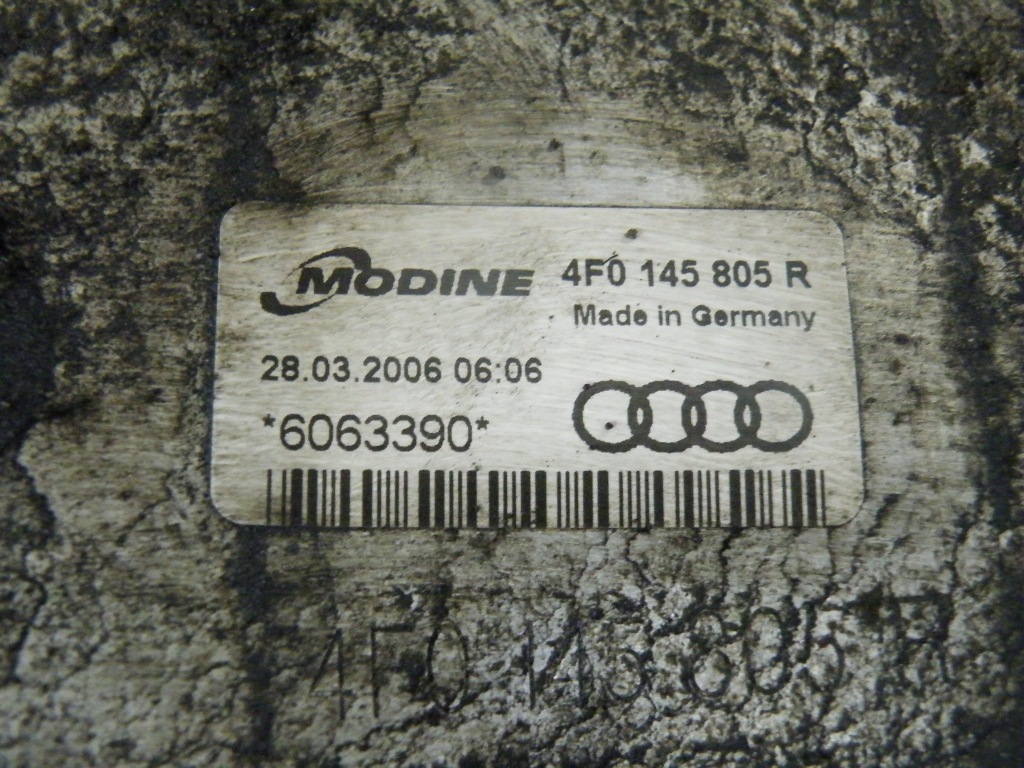 MODINE 4F0 145 805 R
Made in Germany
28.03.2006 06:06
*6063390*
4F0 145 805 R